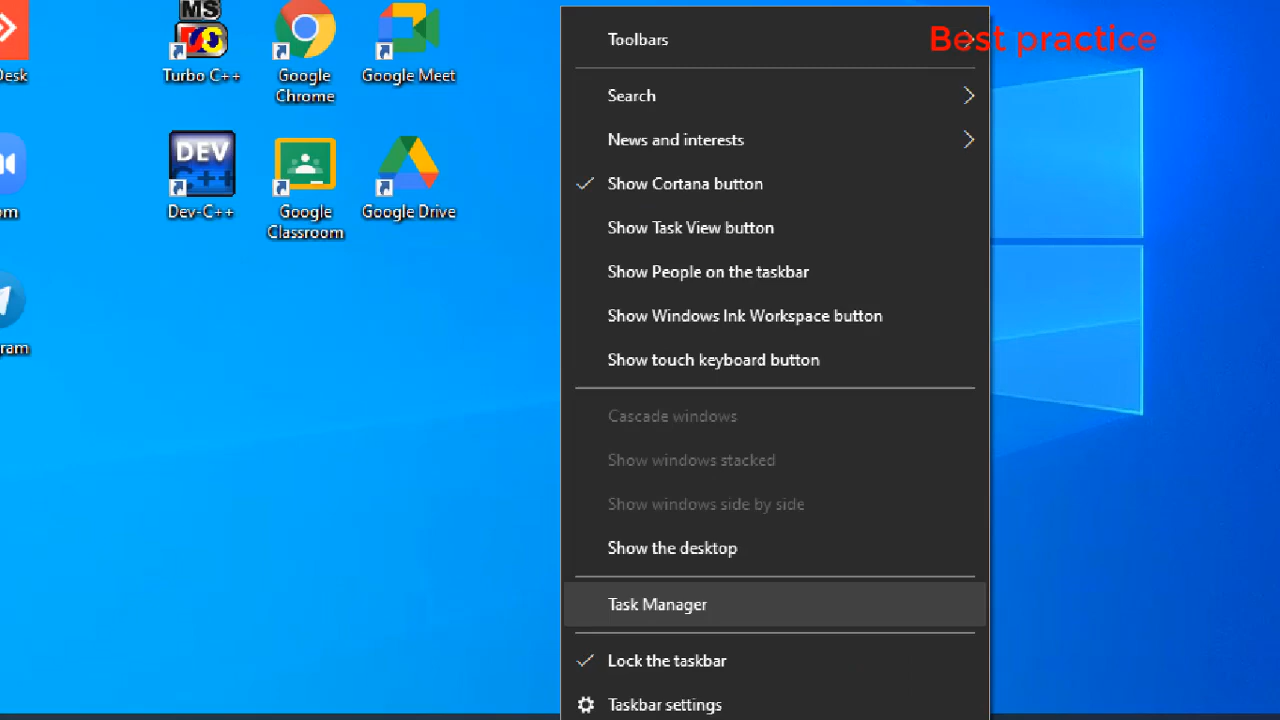 MS
Desk
Turbo C++
Google
Chrome
Google Meet
DEV
C++
Dev-C++
Google
Classroom
Google Drive
om
ram
Best practice
Toolbars
Search
News and interests
Show Cortana button
Show Task View button
Show People on the taskbar
Show Windows Ink Workspace button
Show touch keyboard button
Cascade windows
Show windows stacked
Show windows side by side
Show the desktop
Task Manager
Lock the taskbar
Taskbar settings